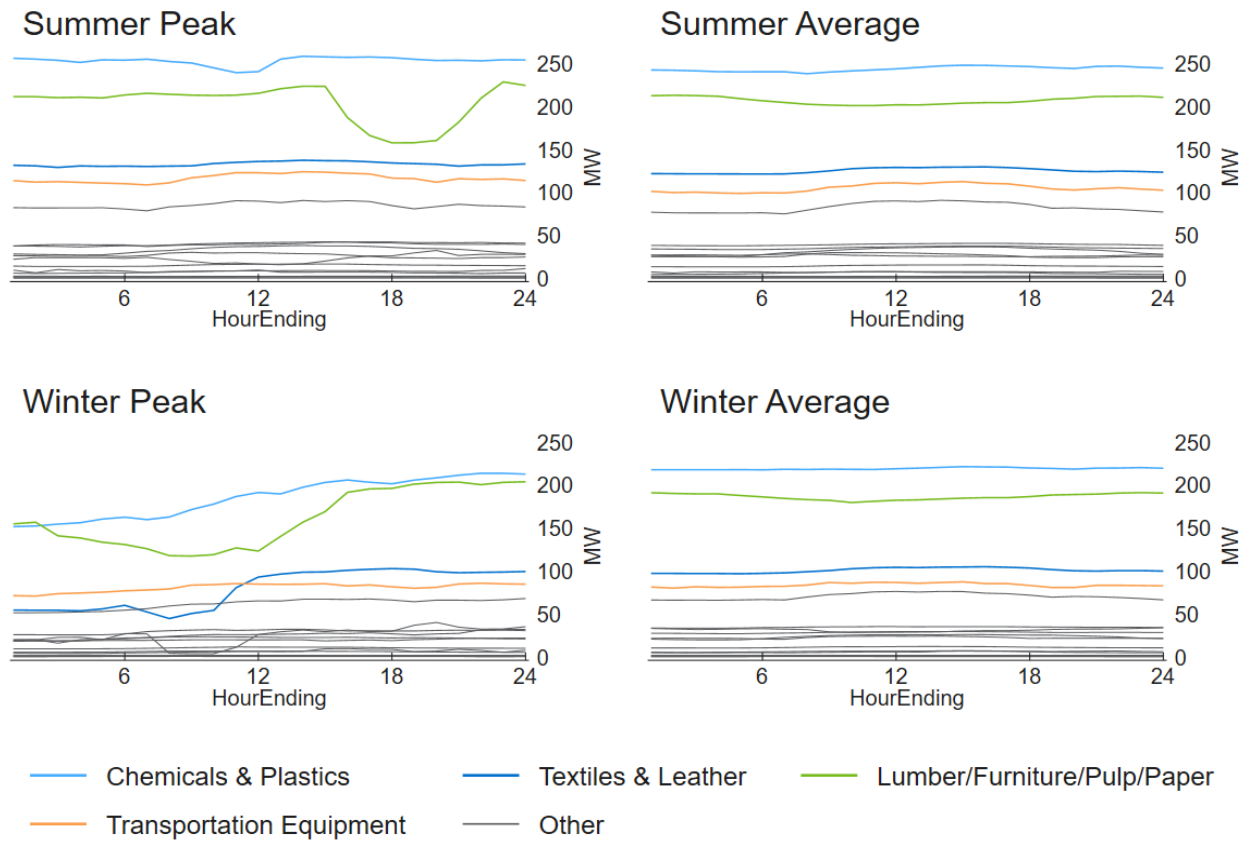 Summer Peak
250
200
150
100
50
0
MW
6
12
18
24
HourEnding
Summer Average
250
200
150
100
50
0
MW
6
12
18
24
HourEnding
Winter Peak
250
200
150
100
50
0
MW
6
12
18
24
HourEnding
Winter Average
250
200
150
100
50
0
MW
6
12
18
24
HourEnding
Chemicals & Plastics
Textiles & Leather
Lumber/Furniture/Pulp/Paper
Transportation Equipment
Other